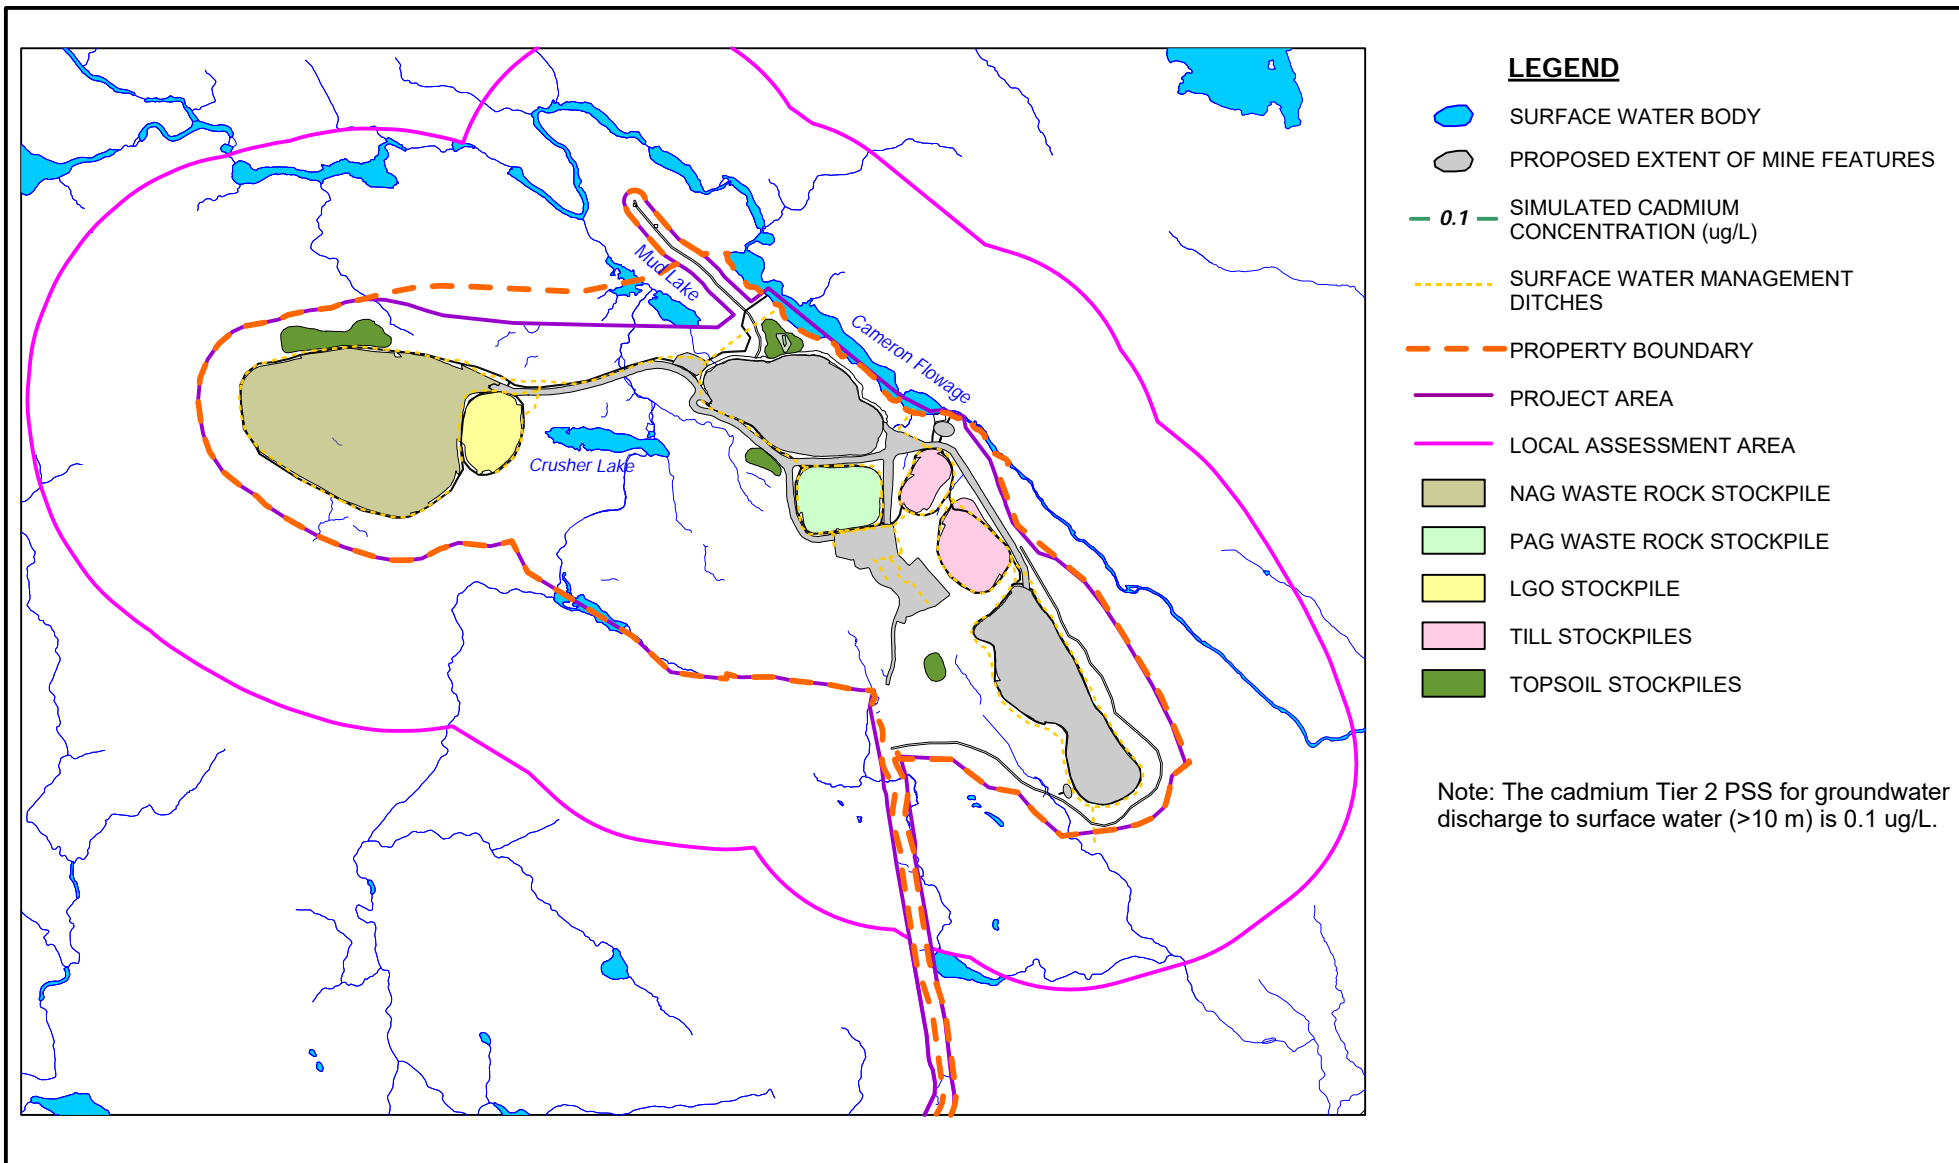 LEGEND
SURFACE WATER BODY
PROPOSED EXTENT OF MINE FEATURES
0.1
SIMULATED CADMIUM
CONCENTRATION (ug/L)
SURFACE WATER MANAGEMENT
DITCHES
PROPERTY BOUNDARY
PROJECT AREA
LOCAL ASSESSMENT AREA
NAG WASTE ROCK STOCKPILE
PAG WASTE ROCK STOCKPILE
LGO STOCKPILE
TILL STOCKPILES
TOPSOIL STOCKPILES
Note: The cadmium Tier 2 PSS for groundwater
discharge to surface water (>10 m) is 0.1 ug/L.
Mud Lake
Cameron Flowage
Crusher Lake